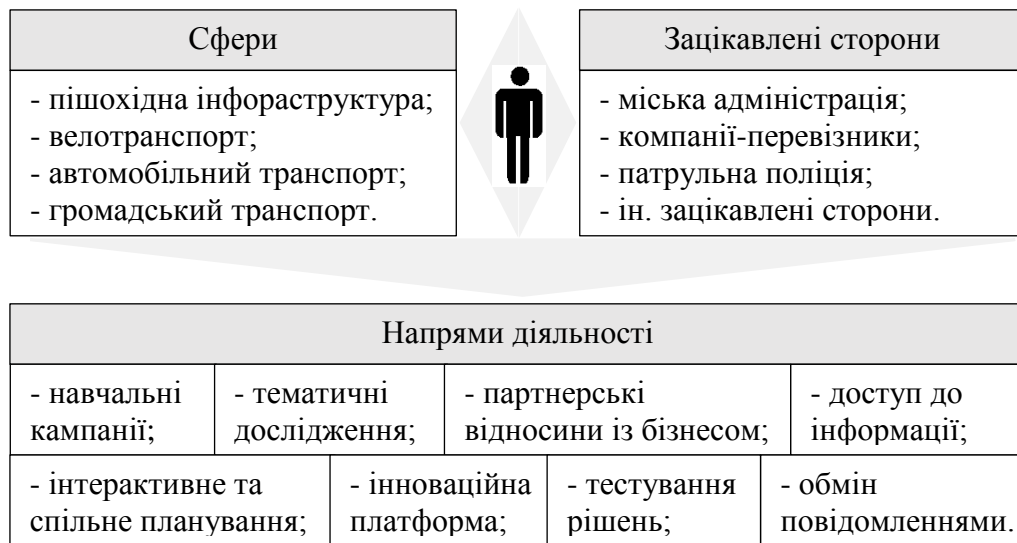 Сфери
- пішохідна інфораструктура;
- велотранспорт;
- автомобільний транспорт;
- громадський транспорт.
Зацікавлені сторони
- міська адміністрація;
- компанії-перевізники;
- патрульна поліція;
- ін. зацікавлені сторони.
Напрями діяльності
- навчальні
кампанії;
- тематичні
дослідження;
- партнерські
відносини із бізнесом;
- доступ до
інформації;
- інтерактивне та
спільне планування;
- інноваційна
платформа;
- тестування
рішень;
- обмін
повідомленнями.